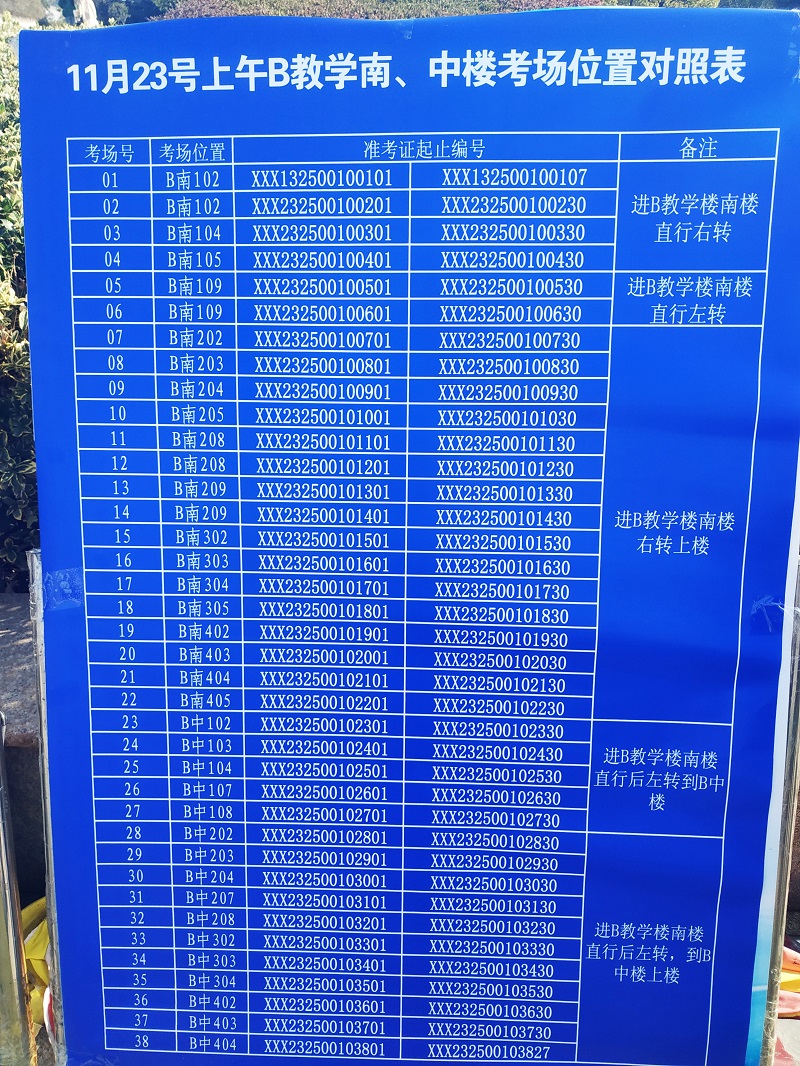 11月23号上午B教学南、中楼考场位置对照表
考场号 考场位置 准考证起止编号 备注
01 B南102 XXX132500100101 XXX132500100107
02 B南102 XXX232500100201 XXX232500100230
03 B南104 XXX232500100301 XXX232500100330
04 B南105 XXX232500100401 XXX232500100430
进B教学楼南楼
直行右转
05 B南109 XXX232500100501 XXX232500100530
06 B南109 XXX232500100601 XXX232500100630
进B教学楼南楼
直行左转
07 B南202 XXX232500100701 XXX232500100730
08 B南203 XXX232500100801 XXX232500100830
09 B南204 XXX232500100901 XXX232500100930
10 B南205 XXX232500101001 XXX232500101030
11 B南208 XXX232500101101 XXX232500101130
12 B南208 XXX232500101201 XXX232500101230
13 B南209 XXX232500101301 XXX232500101330
14 B南209 XXX232500101401 XXX232500101430
15 B南302 XXX232500101501 XXX232500101530
16 B南303 XXX232500101601 XXX232500101630
17 B南304 XXX232500101701 XXX232500101730
18 B南305 XXX232500101801 XXX232500101830
19 B南402 XXX232500101901 XXX232500101930
20 B南403 XXX232500102001 XXX232500102030
21 B南404 XXX232500102101 XXX232500102130
22 B南405 XXX232500102201 XXX232500102230
进B教学楼南楼
右转上楼
23 B中102 XXX232500102301 XXX232500102330
24 B中103 XXX232500102401 XXX232500102430
25 B中104 XXX232500102501 XXX232500102530
26 B中107 XXX232500102601 XXX232500102630
27 B中108 XXX232500102701 XXX232500102730
进B教学楼南楼
直行后左转到B中
楼
28 B中202 XXX232500102801 XXX232500102830
29 B中203 XXX232500102901 XXX232500102930
30 B中204 XXX232500103001 XXX232500103030
31 B中207 XXX232500103101 XXX232500103130
32 B中208 XXX232500103201 XXX232500103230
33 B中302 XXX232500103301 XXX232500103330
34 B中303 XXX232500103401 XXX232500103430
35 B中304 XXX232500103501 XXX232500103530
36 B中402 XXX232500103601 XXX232500103630
37 B中403 XXX232500103701 XXX232500103730
38 B中404 XXX232500103801 XXX232500103827
进B教学楼南楼
直行后左转，到B
中楼上楼